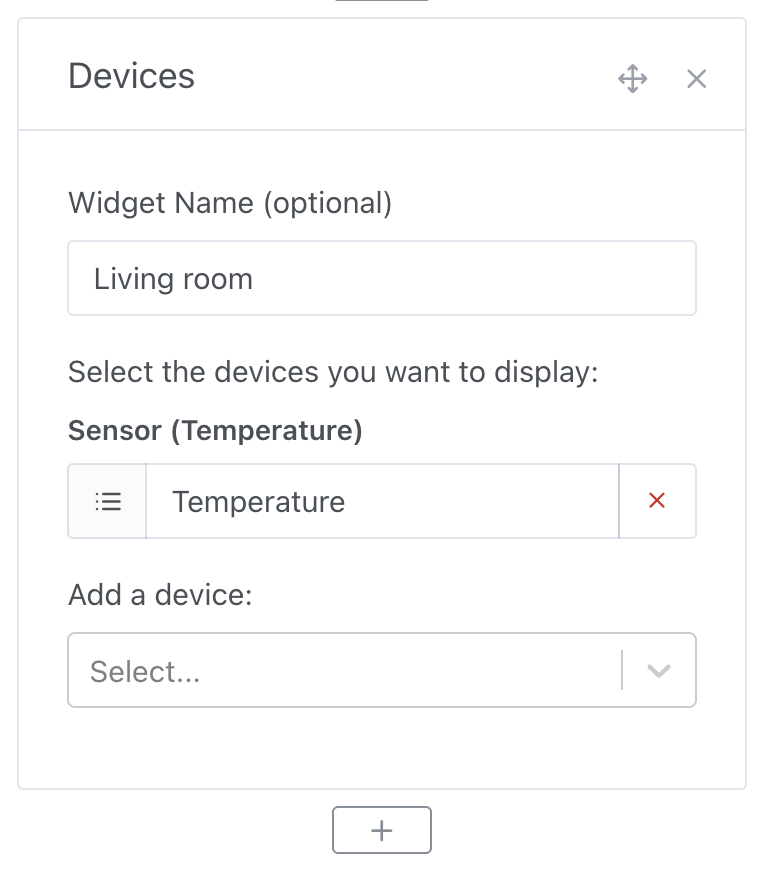 Devices
Widget Name (optional)
Living room
Select the devices you want to display:
Sensor (Temperature)
Temperature
Add a device:
Select...